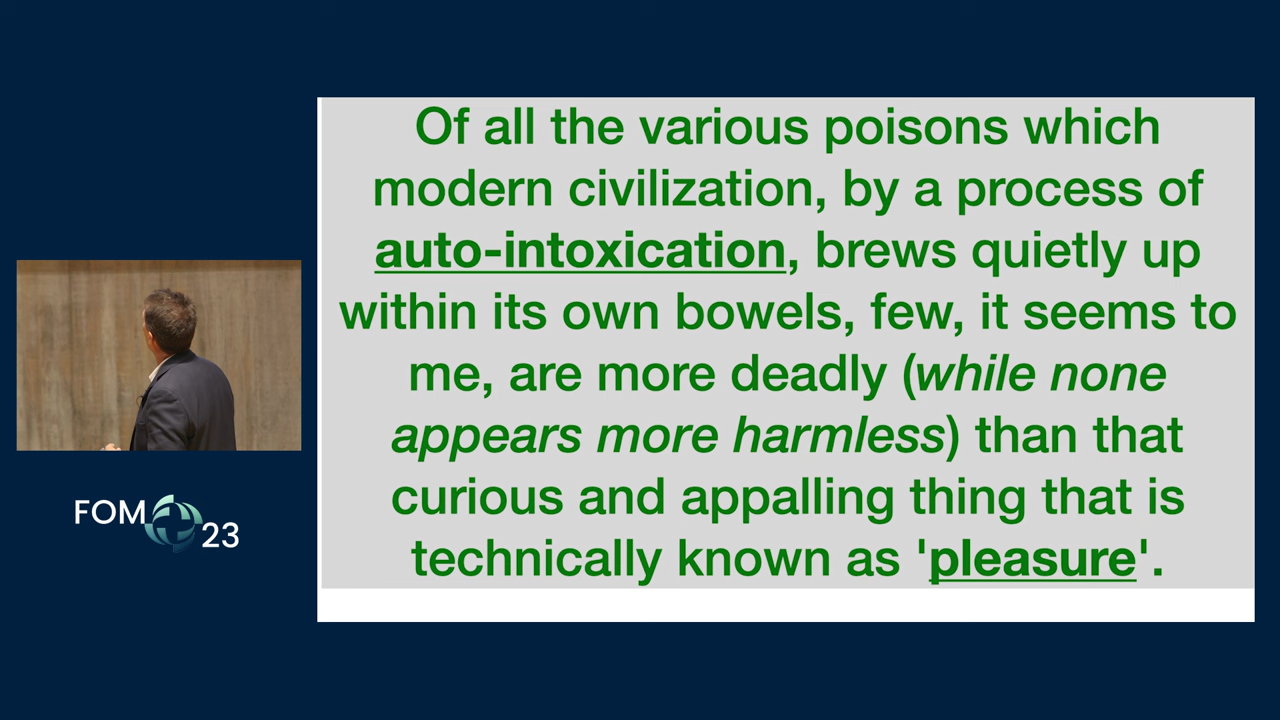 Of all the various poisons which
modern civilization, by a process of
auto-intoxication, brews quietly up
within its own bowels, few, it seems to
me, are more deadly (while none
appears more harmless) than that
curious and appalling thing that is
technically known as 'pleasure'.
FOM 23